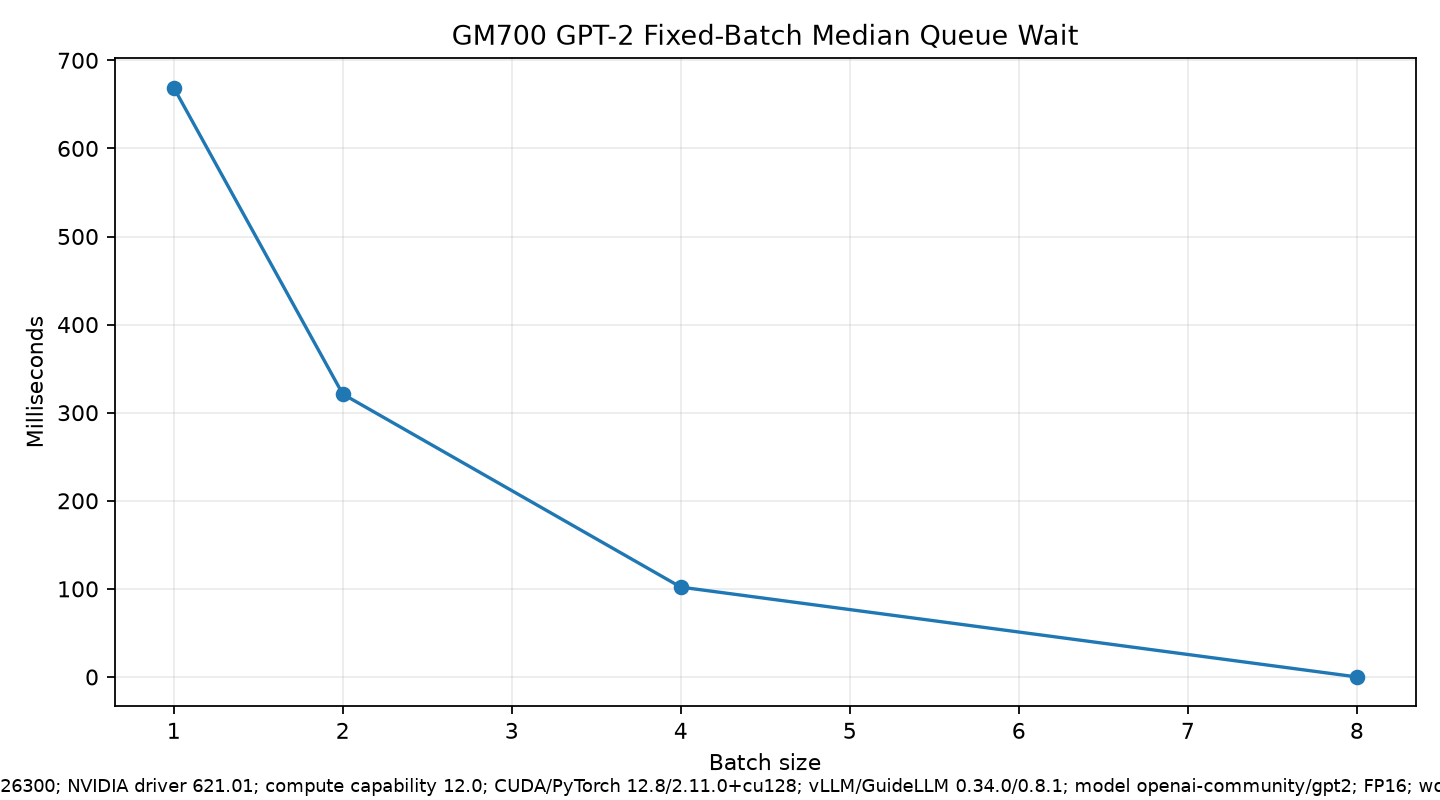 GM700 GPT-2 Fixed-Batch Median Queue Wait
700
600
500
400
300
200
100
0
Milliseconds
1 2 3 4 5 6 7 8
Batch size
26300; NVIDIA driver 621.01; compute capability 12.0; CUDA/PyTorch 12.8/2.11.0+cu128; vLLM/GuideLLM 0.34.0/0.8.1; model openai-community/gpt2; FP16;